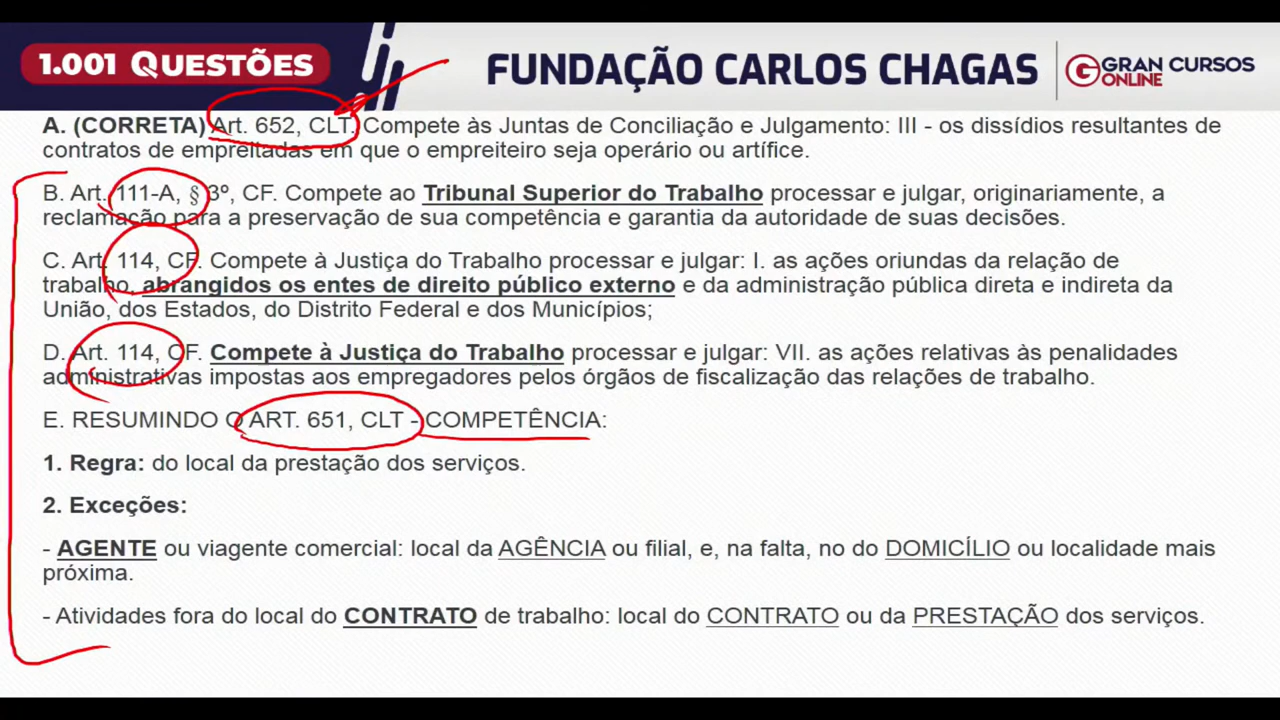 1.001 QUESTÕES
FUNDAÇÃO CARLOS CHAGAS
GRAN CURSOS
ONLINE
A. (CORRETA) Art. 652, CLT. Compete às Juntas de Conciliação e Julgamento: III - os dissídios resultantes de
contratos de empreitadas em que o empreiteiro seja operário ou artífice.
B. Art. 111-A, § 3º, CF. Compete ao Tribunal Superior do Trabalho processar e julgar, originariamente, a
reclamação para a preservação de sua competência e garantia da autoridade de suas decisões.
C. Art. 114, CF. Compete à Justiça do Trabalho processar e julgar: I. as ações oriundas da relação de
trabalho, abrangidos os entes de direito público externo e da administração pública direta e indireta da
União, dos Estados, do Distrito Federal e dos Municípios;
D. Art. 114, CF. Compete à Justiça do Trabalho processar e julgar: VII. as ações relativas às penalidades
administrativas impostas aos empregadores pelos órgãos de fiscalização das relações de trabalho.
E. RESUMINDO O ART. 651, CLT - COMPETÊNCIA:
1. Regra: do local da prestação dos serviços.
2. Exceções:
- AGENTE ou viagente comercial: local da AGÊNCIA ou filial, e, na falta, no do DOMICÍLIO ou localidade mais
próxima.
- Atividades fora do local do CONTRATO de trabalho: local do CONTRATO ou da PRESTAÇÃO dos serviços.